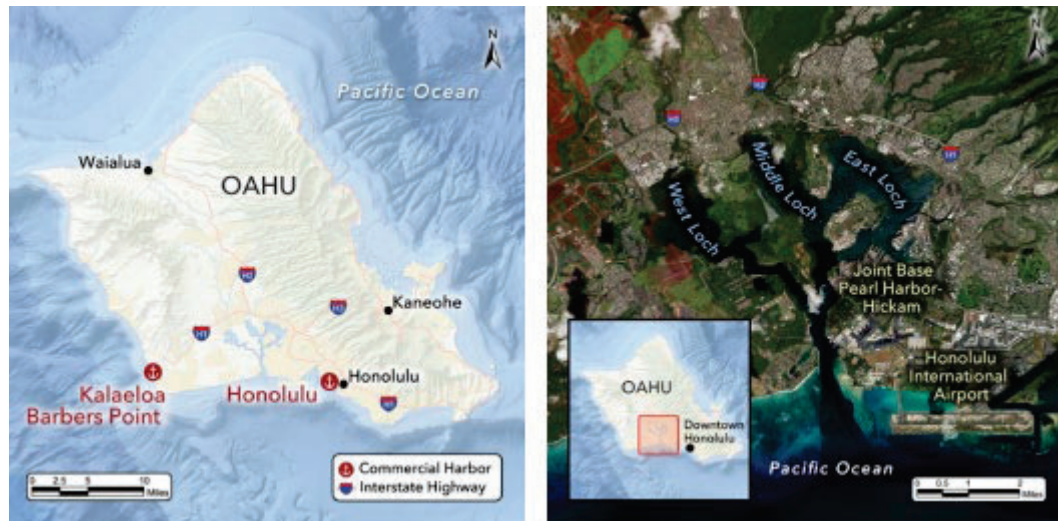 N
Pacific Ocean
Waialua
OAHU
H2
H3
Kaneohe
H1
Honolulu
Honolulu
H1
Kalaeloa
Barbers Point
0 2.5 5 10
Miles
Commercial Harbor
Interstate Highway
N
H2
H1
East Loch
Middle Loch
West Loch
Joint Base
Pearl Harbor-
Hickam
Honolulu
International
Airport
OAHU
Downtown
Honolulu
Pacific Ocean
0 0.5 1 2
Miles